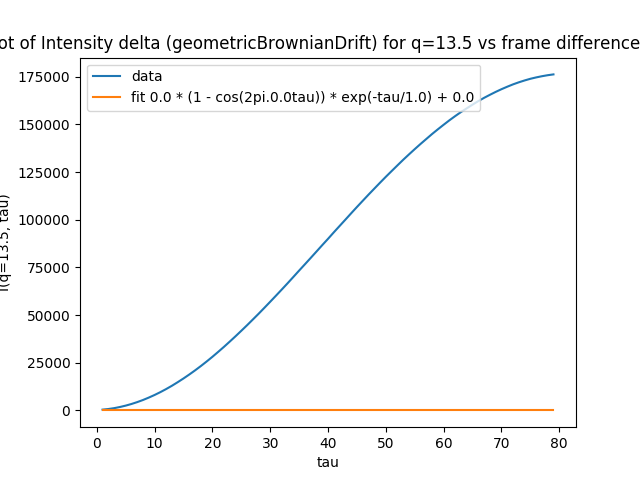 ot of Intensity delta (geometricBrownianDrift) for q=13.5 vs frame difference
data
fit 0.0 * (1 - cos(2pi.0.0tau)) * exp(-tau/1.0) + 0.0
I(q=13.5, tau)
175000
150000
125000
100000
75000
50000
25000
0
0 10 20 30 40 50 60 70 80
tau